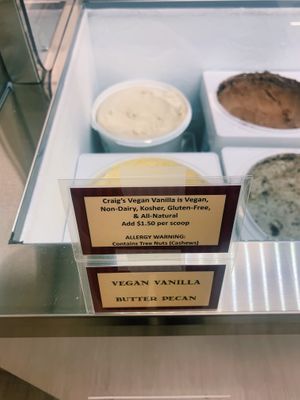 Craig's Vegan Vanilla is Vegan,
Non-Dairy, Kosher, Gluten-Free,
& All-Natural
Add $1.50 per scoop
ALLERGY WARNING:
Contains Tree Nuts (Cashews)
VEGAN VANILLA
BUTTER PECAN